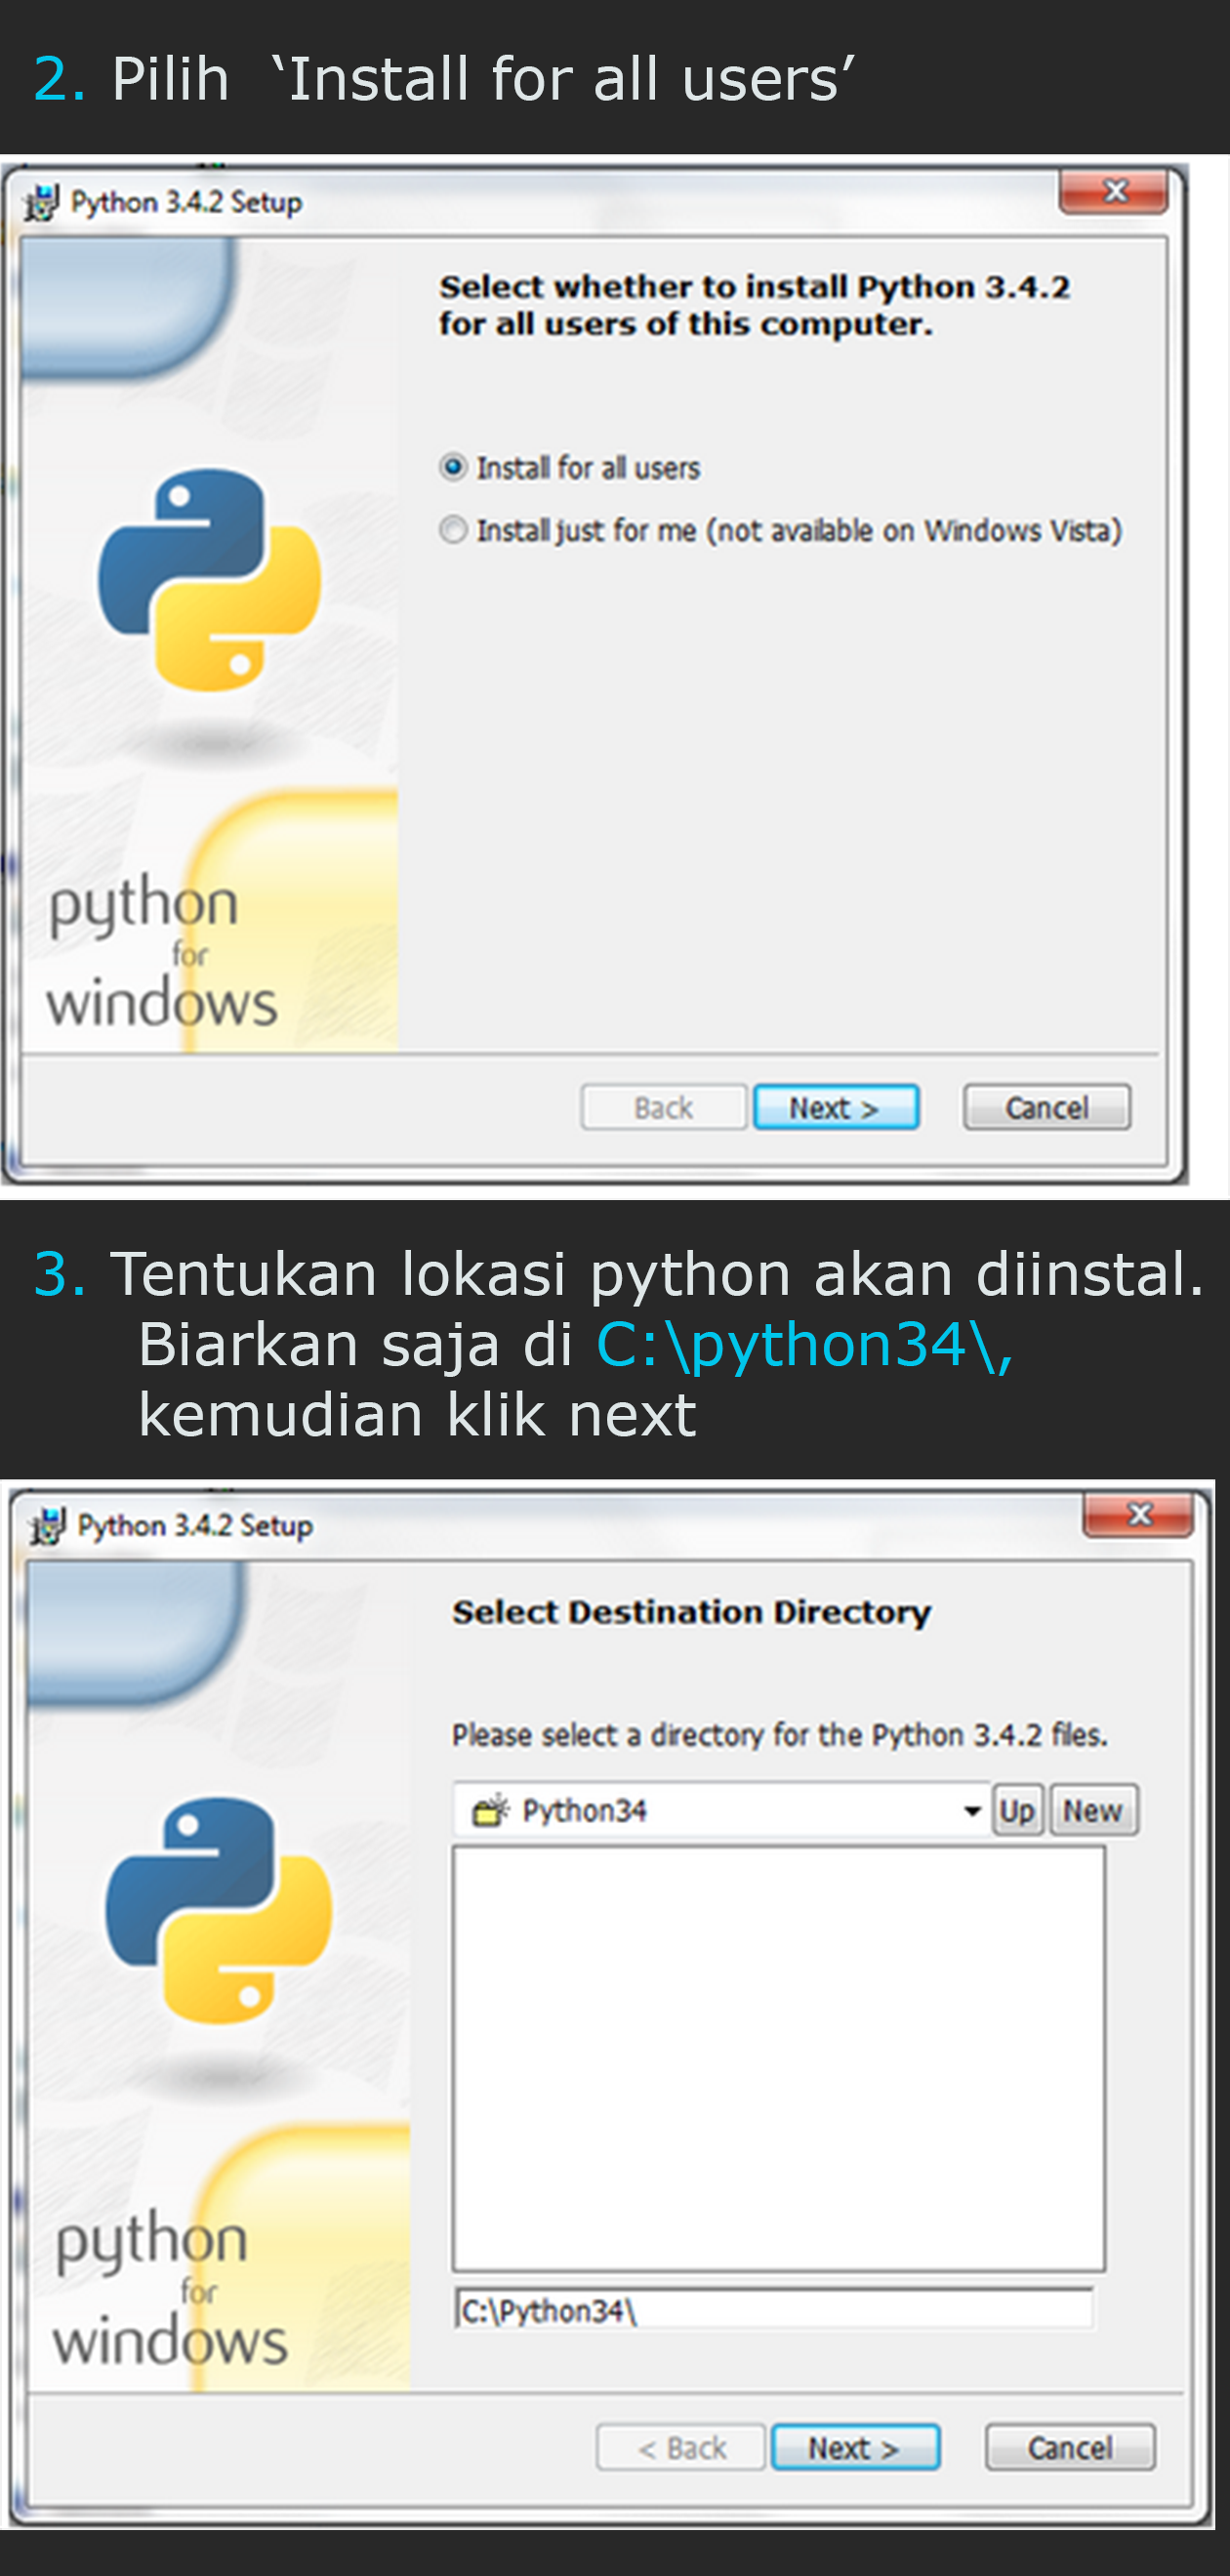 2. Pilih ‘Install for all users’
Python 3.4.2 Setup
Select whether to install Python 3.4.2
for all users of this computer.
Install for all users
Install just for me (not available on Windows Vista)
python
for
windows
Back
Next >
Cancel
3. Tentukan lokasi python akan diinstal.
Biarkan saja di C:\python34\,
kemudian klik next
Python 3.4.2 Setup
Select Destination Directory
Please select a directory for the Python 3.4.2 files.
Python34
Up
New
python
for
windows
C:\Python34\
< Back
Next >
Cancel